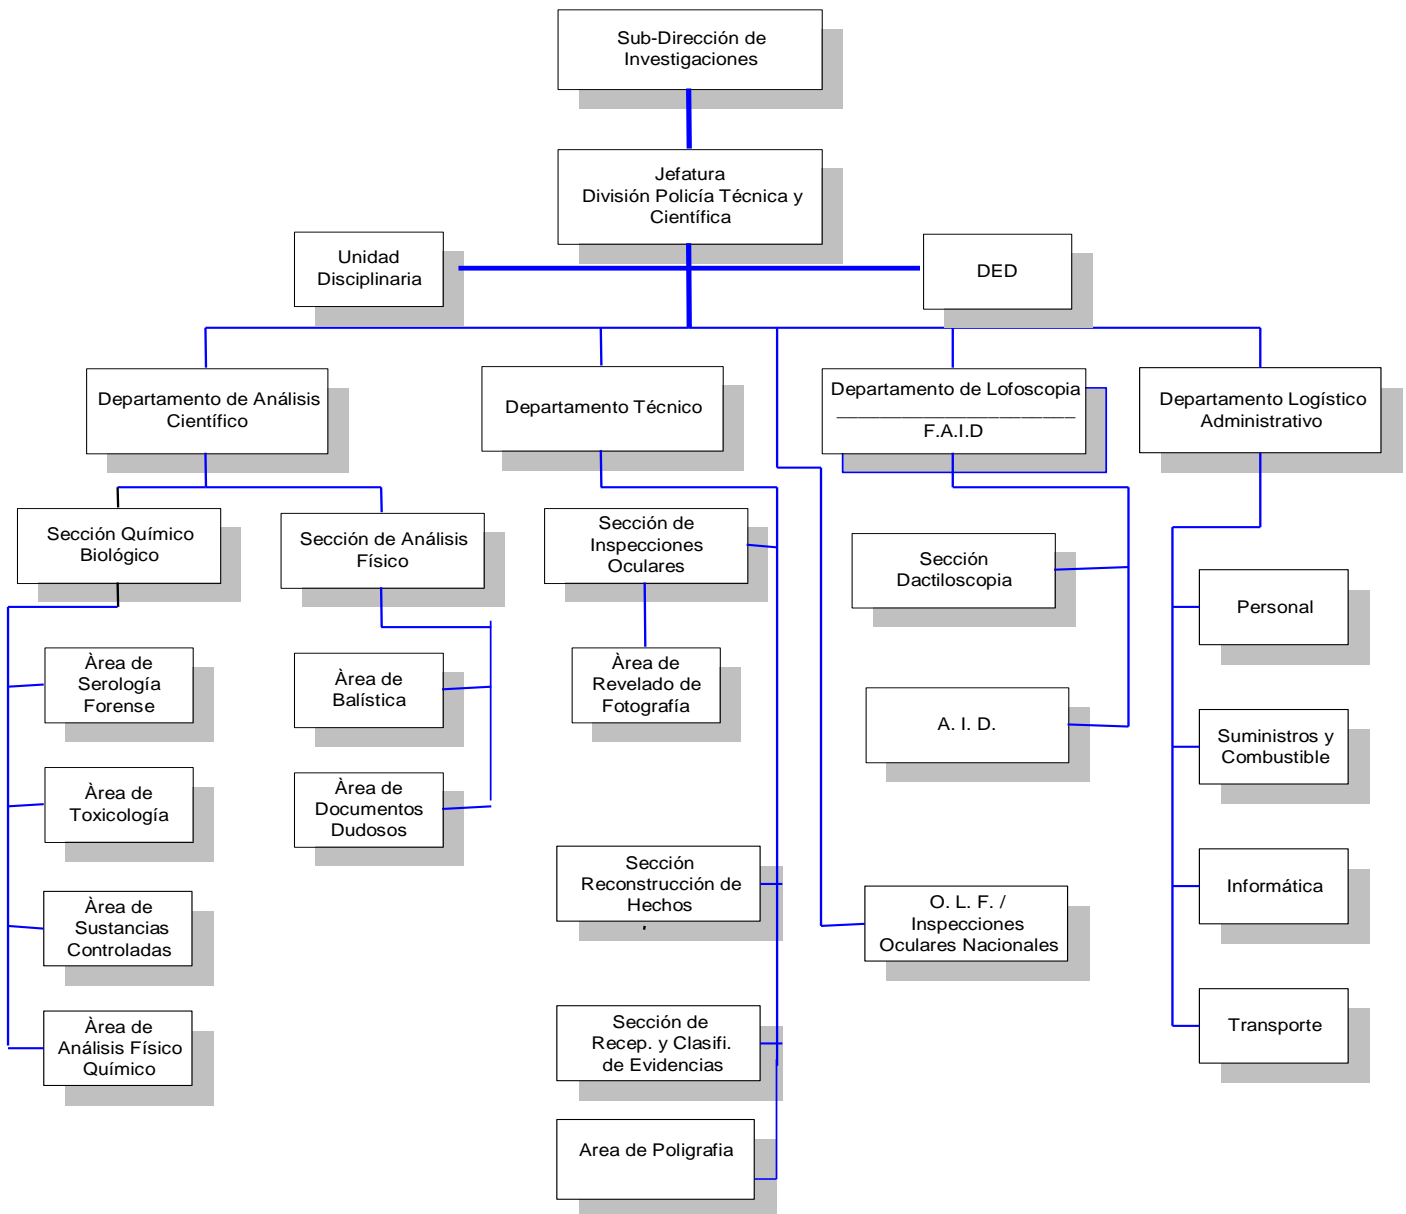 Sub-Dirección de
Investigaciones
Jefatura
División Policía Técnica y
Científica
Unidad
Disciplinaria
DED
Departamento de Análisis
Científico
Departamento Técnico
Departamento de Lofoscopia
F.A.I.D
Departamento Logístico
Administrativo
Sección Químico
Biológico
Sección de Análisis
Físico
Sección de
Inspecciones
Oculares
Sección
Dactiloscopia
Personal
Àrea de
Serología
Forense
Àrea de
Balística
Àrea de
Revelado de
Fotografía
A. I. D.
Suministros y
Combustible
Àrea de
Toxicología
Àrea de
Documentos
Dudosos
Sección
Reconstrucción de
Hechos
,
O. L. F. /
Inspecciones
Oculares Nacionales
Informática
Àrea de
Sustancias
Controladas
Àrea de
Análisis Físico
Químico
Sección de
Recep. y Clasifi.
de Evidencias
Transporte
Area de Poligrafia